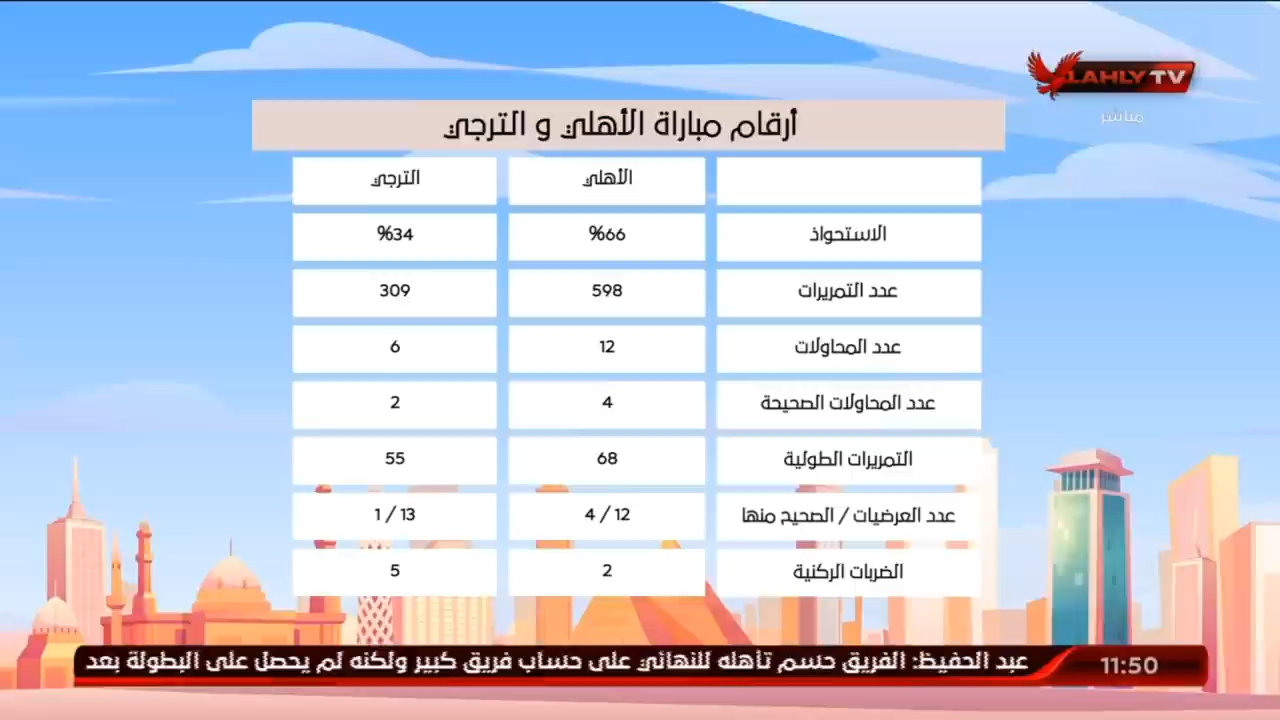 LAHLY TV
مباشر
أرقام مباراة الأهلي و الترجي
الأهلي الترجي
الاستحواذ %66 %34
عدد التمريرات 598 309
عدد المحاولات 12 6
عدد المحاولات الصحيحة 4 2
التمريرات الطولية 68 55
عدد العرضيات / الصحيح منها 12 / 4 13 / 1
الضربات الركنية 2 5
11:50 عبد الحفيظ: الفريق حسم تأهله للنهائي على حساب فريق كبير ولكنه لم يحصل على البطولة بعد